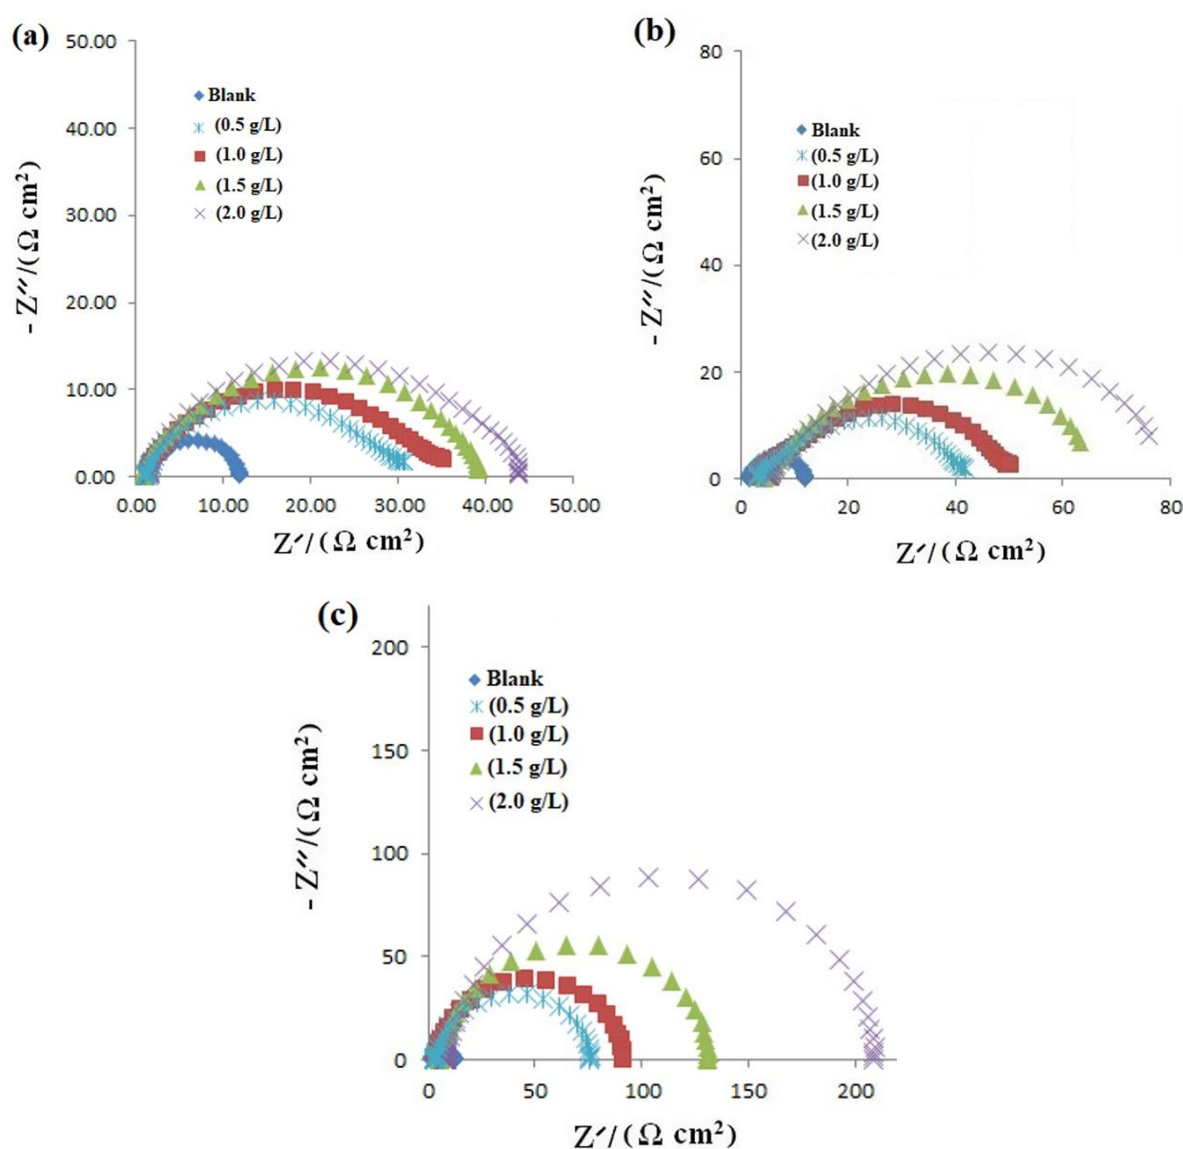 (a)
50.00
40.00
30.00
20.00
10.00
0.00
0.00 10.00 20.00 30.00 40.00 50.00
- Z″/(Ω cm²)
Z′/(Ω cm²)
Blank
(0.5 g/L)
(1.0 g/L)
(1.5 g/L)
(2.0 g/L)
(b)
80
60
40
20
0
0 20 40 60 80
- Z″/(Ω cm²)
Z′/(Ω cm²)
Blank
(0.5 g/L)
(1.0 g/L)
(1.5 g/L)
(2.0 g/L)
(c)
200
150
100
50
0
0 50 100 150 200
- Z″/(Ω cm²)
Z′/(Ω cm²)
Blank
(0.5 g/L)
(1.0 g/L)
(1.5 g/L)
(2.0 g/L)